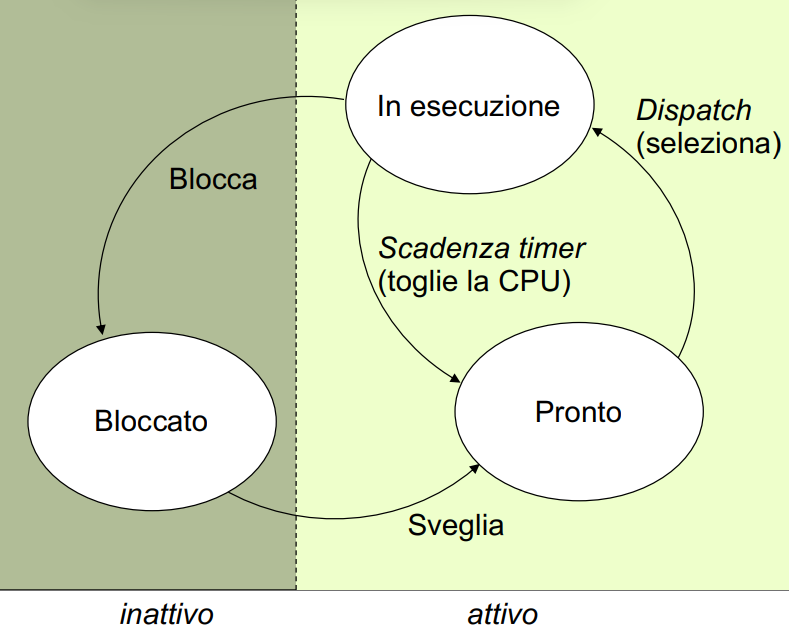 In esecuzione
Dispatch
(seleziona)
Blocca
Scadenza timer
(toglie la CPU)
Bloccato
Pronto
Sveglia
inattivo
attivo